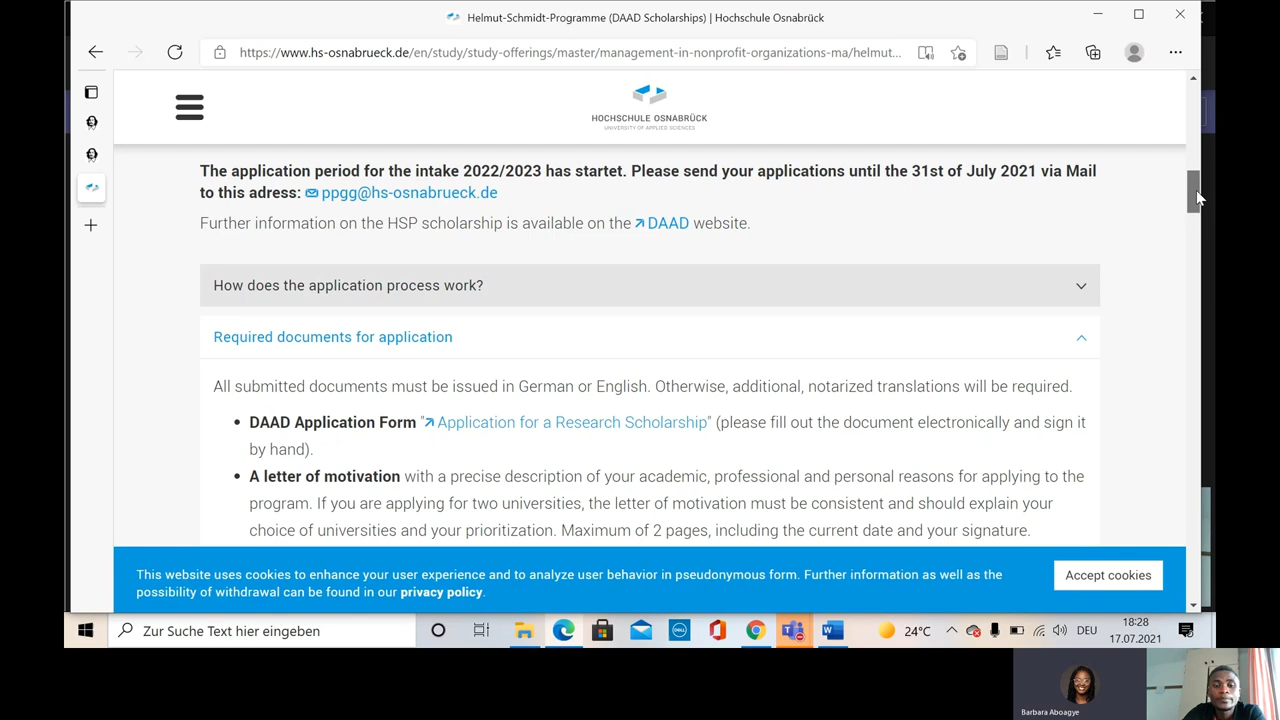 Helmut-Schmidt-Programme (DAAD Scholarships) | Hochschule Osnabrück
https://www.hs-osnabrueck.de/en/study/study-offerings/master/management-in-nonprofit-organizations-ma/helmut...
HOCHSCHULE OSNABRÜCK
UNIVERSITY OF APPLIED SCIENCES
The application period for the intake 2022/2023 has startet. Please send your applications until the 31st of July 2021 via Mail
to this adress: ppgg@hs-osnabrueck.de
Further information on the HSP scholarship is available on the DAAD website.
How does the application process work?
Required documents for application
All submitted documents must be issued in German or English. Otherwise, additional, notarized translations will be required.
• DAAD Application Form "Application for a Research Scholarship" (please fill out the document electronically and sign it
by hand).
• A letter of motivation with a precise description of your academic, professional and personal reasons for applying to the
program. If you are applying for two universities, the letter of motivation must be consistent and should explain your
choice of universities and your prioritization. Maximum of 2 pages, including the current date and your signature.
This website uses cookies to enhance your user experience and to analyze user behavior in pseudonymous form. Further information as well as the
possibility of withdrawal can be found in our privacy policy.
Accept cookies
Zur Suche Text hier eingeben
DELL
W
24°C
DEU
18:28
17.07.2021
Barbara Aboagye